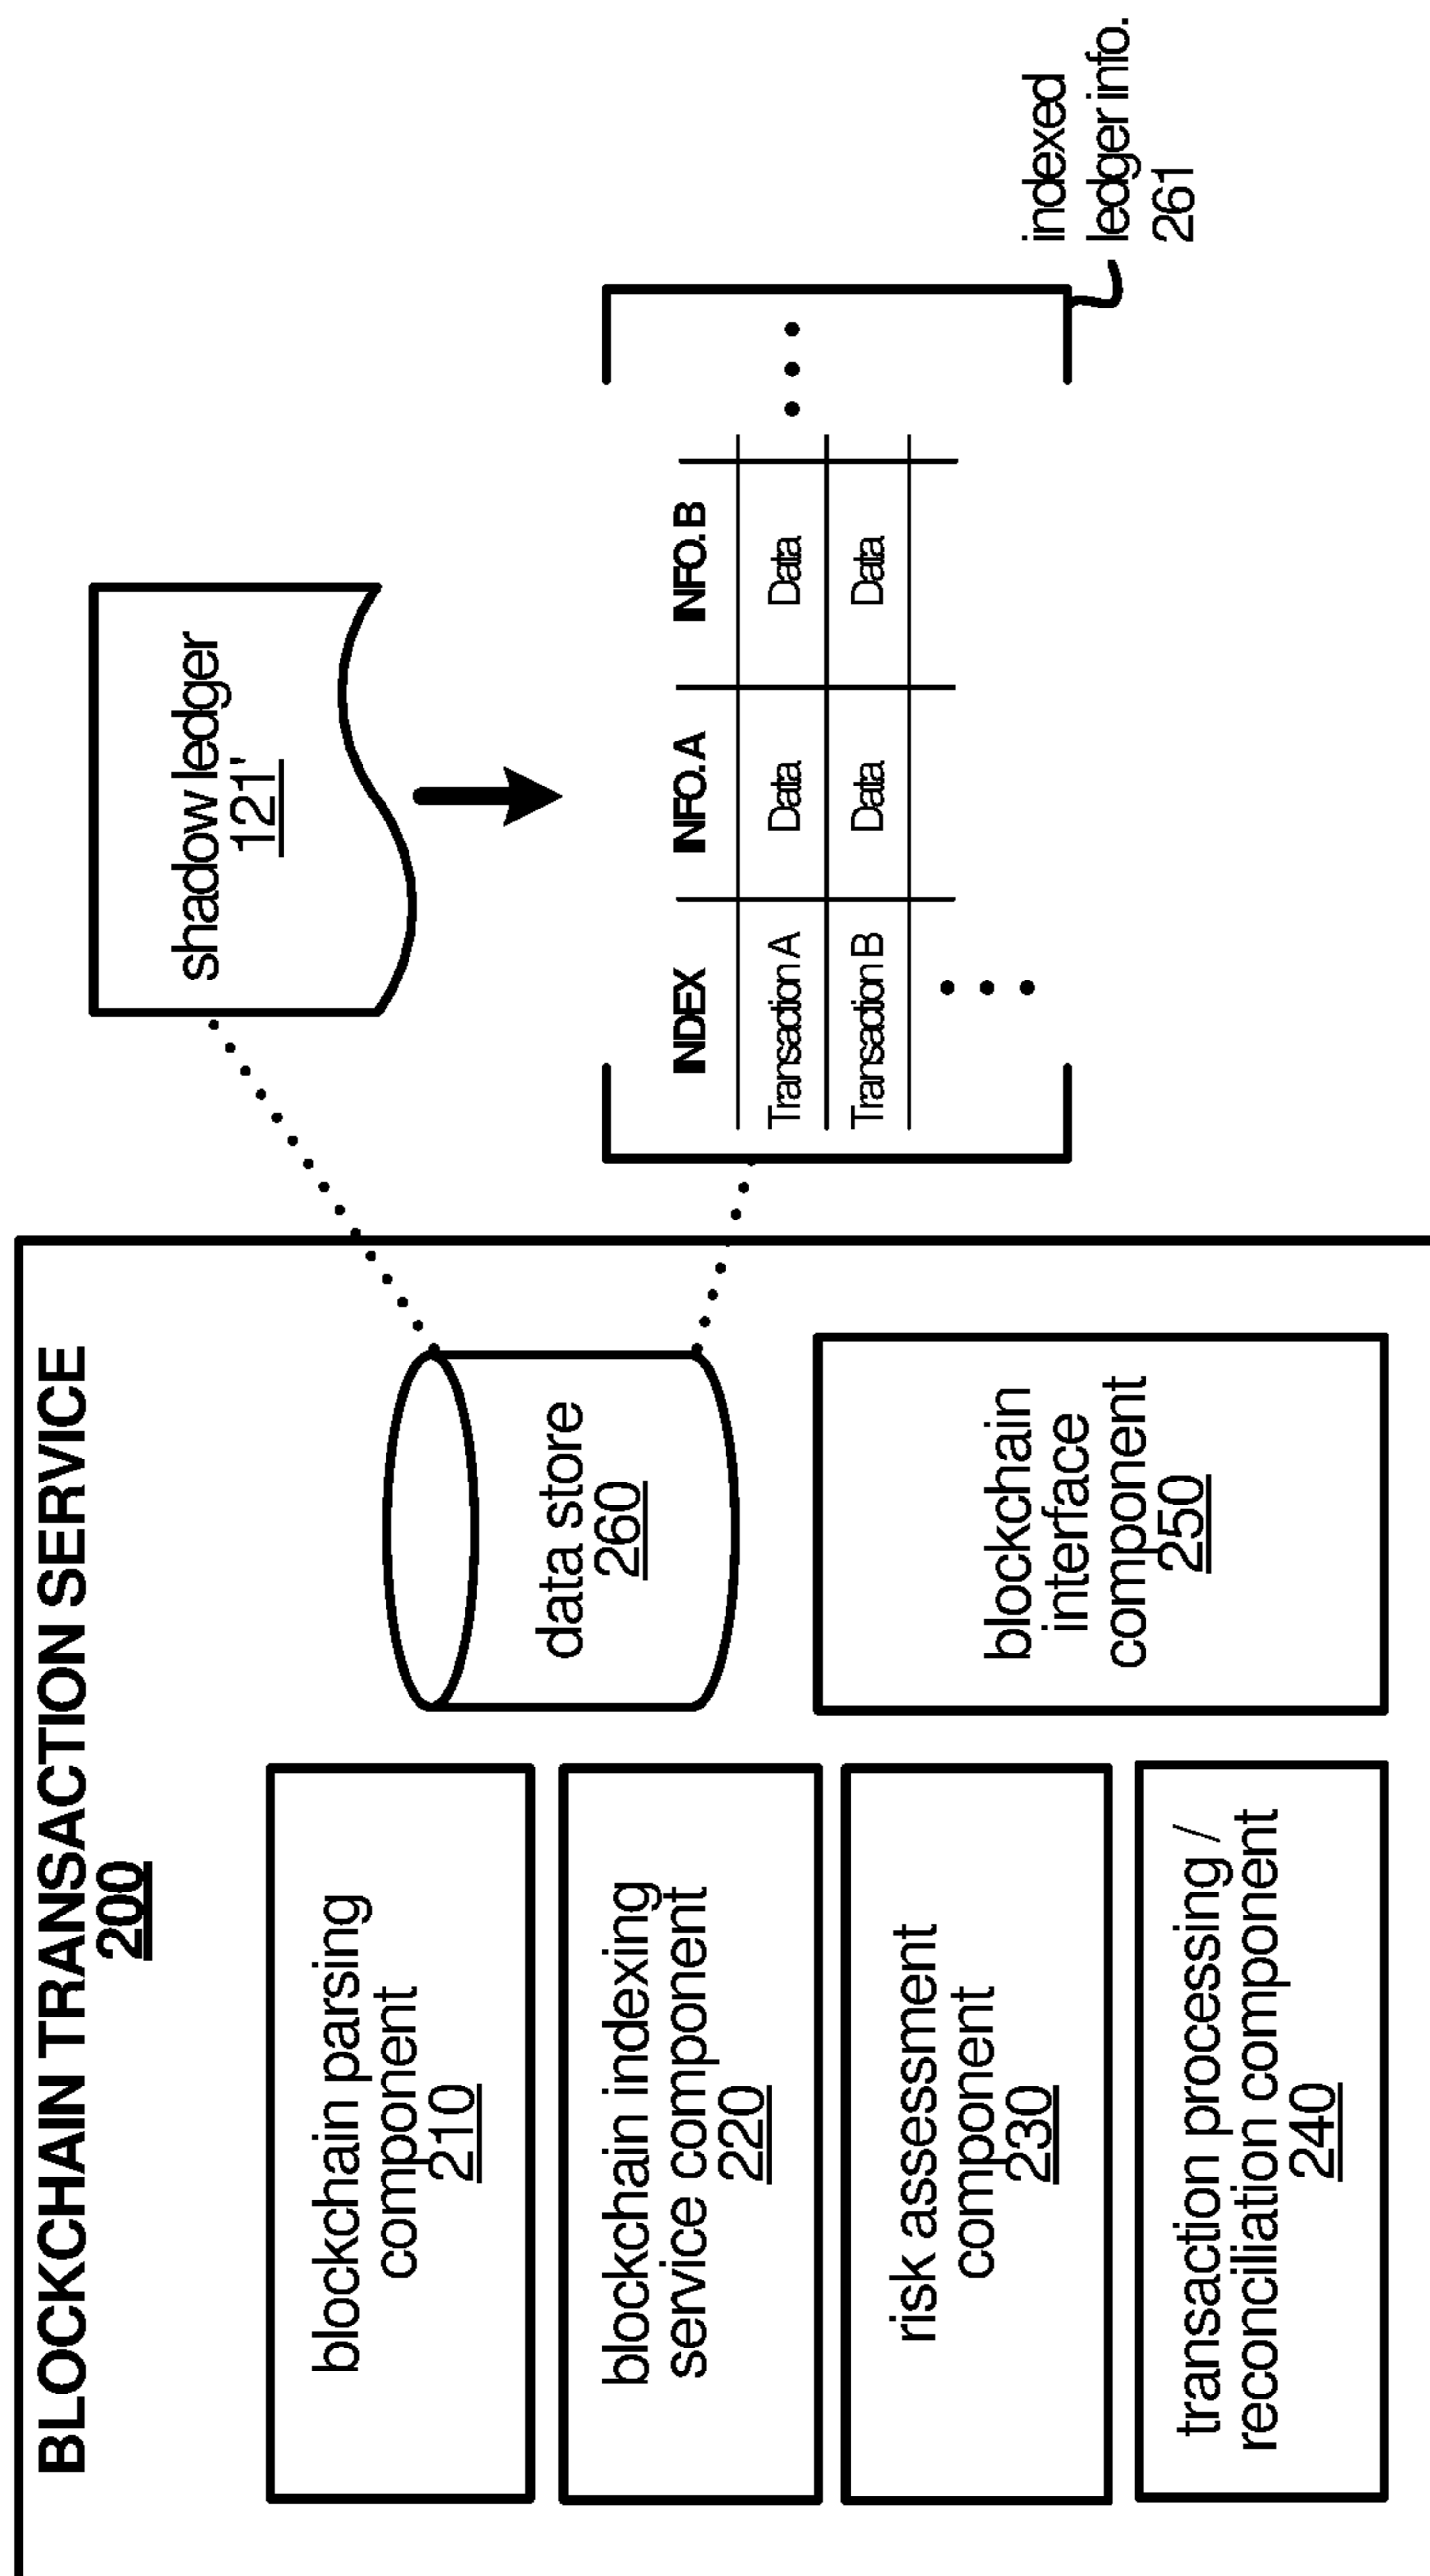 BLOCKCHAIN TRANSACTION SERVICE
200
blockchain parsing
component
210
blockchain indexing
service component
220
risk assessment
component
230
transaction processing /
reconciliation component
240
data store
260
blockchain
interface
component
250
shadow ledger
121'
INDEX INFO. A INFO. B
Transaction A Data Data
Transaction B Data Data
indexed
ledger info.
261